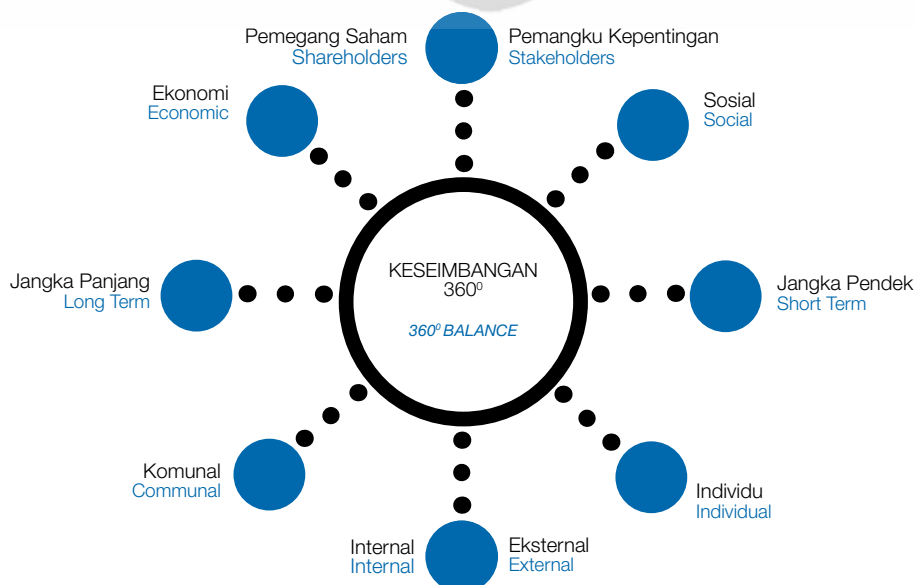 Pemegang Saham
Shareholders
Pemangku Kepentingan
Stakeholders
Ekonomi
Economic
Sosial
Social
Jangka Panjang
Long Term
KESEIMBANGAN
360⁰
360⁰ BALANCE
Jangka Pendek
Short Term
Komunal
Communal
Individu
Individual
Internal
Internal
Eksternal
External